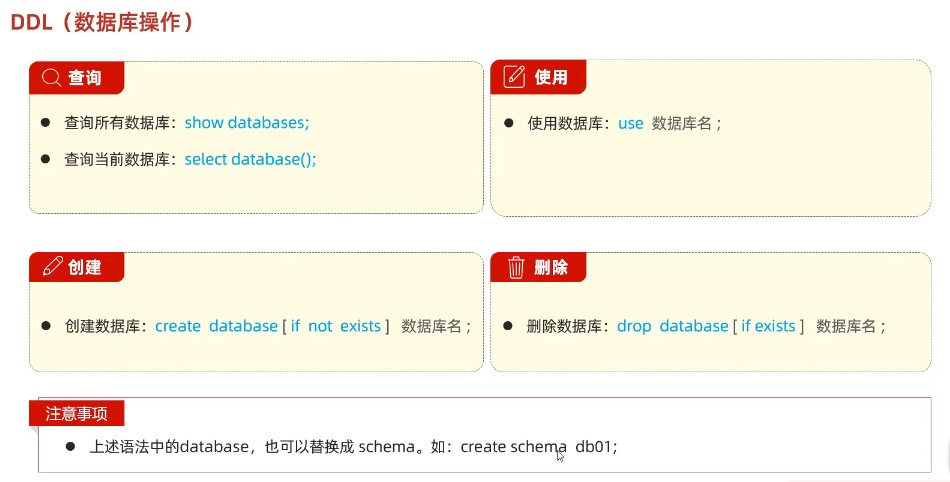 DDL（数据库操作）
查询
● 查询所有数据库：show databases;
● 查询当前数据库：select database();
使用
● 使用数据库：use 数据库名 ;
创建
● 创建数据库：create database [ if not exists ] 数据库名 ;
删除
● 删除数据库：drop database [ if exists ] 数据库名 ;
注意事项
● 上述语法中的database，也可以替换成 schema。如：create schema db01;